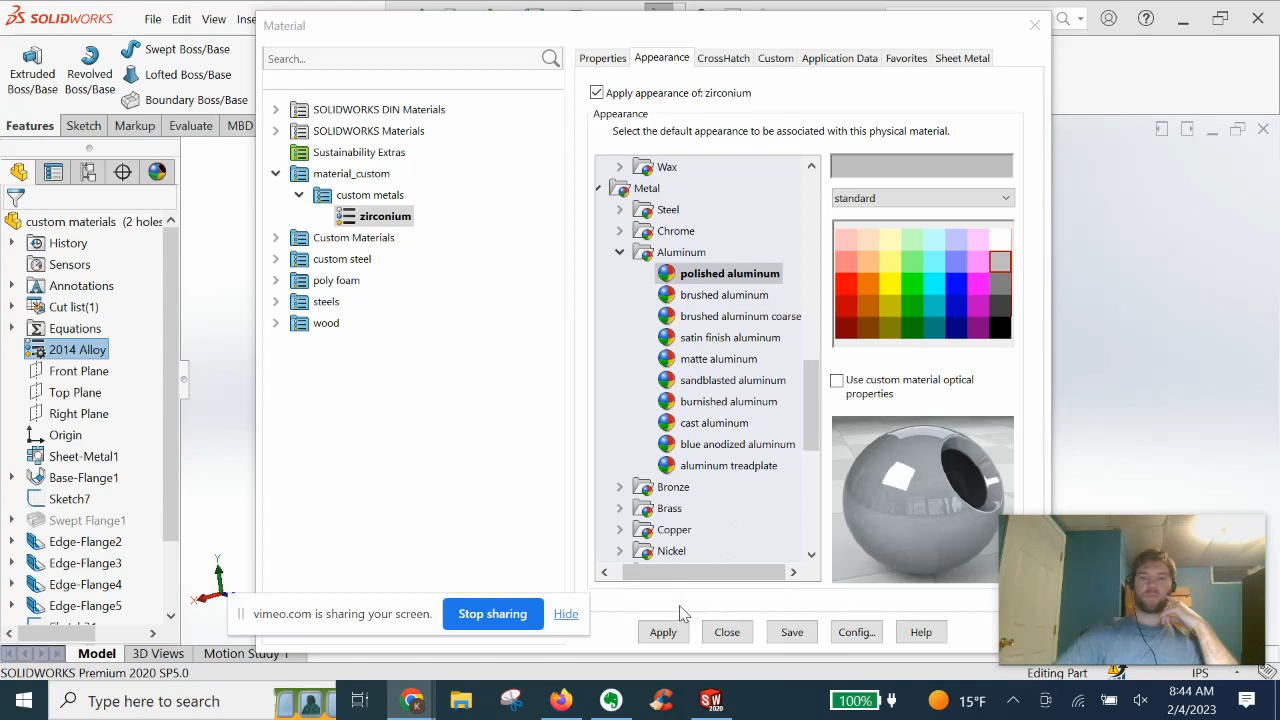 SOLIDWORKS
File
Edit
View
Material
Extruded
Boss/Base
Revolved
Boss/Base
Swept Boss/Base
Lofted Boss/Base
Boundary Boss/Base
Features
Sketch
Markup
Evaluate
MBD
custom materials (2 holes
History
Sensors
Annotations
Cut list(1)
Equations
2014 Alloy
Front Plane
Top Plane
Right Plane
Origin
Sheet-Metal1
Base-Flange1
Sketch7
Swept Flange1
Edge-Flange2
Edge-Flange3
Edge-Flange4
Edge-Flange5
Search...
SOLIDWORKS DIN Materials
SOLIDWORKS Materials
Sustainability Extras
material_custom
custom metals
zirconium
Custom Materials
custom steel
poly foam
steels
wood
Properties
Appearance
CrossHatch
Custom
Application Data
Favorites
Sheet Metal
Apply appearance of: zirconium
Appearance
Select the default appearance to be associated with this physical material.
Wax
Metal
Steel
Chrome
Aluminum
polished aluminum
brushed aluminum
brushed aluminum coarse
satin finish aluminum
matte aluminum
sandblasted aluminum
burnished aluminum
cast aluminum
blue anodized aluminum
aluminum treadplate
Bronze
Brass
Copper
Nickel
standard
Use custom material optical
properties
vimeo.com is sharing your screen.
Stop sharing
Hide
Apply
Close
Save
Config...
Help
Model
3D Views
Motion Study 1
SOLIDWORKS Premium 2020 SP5.0
Editing Part
IPS
Type here to search
100%
15°F
8:44 AM
2/4/2023